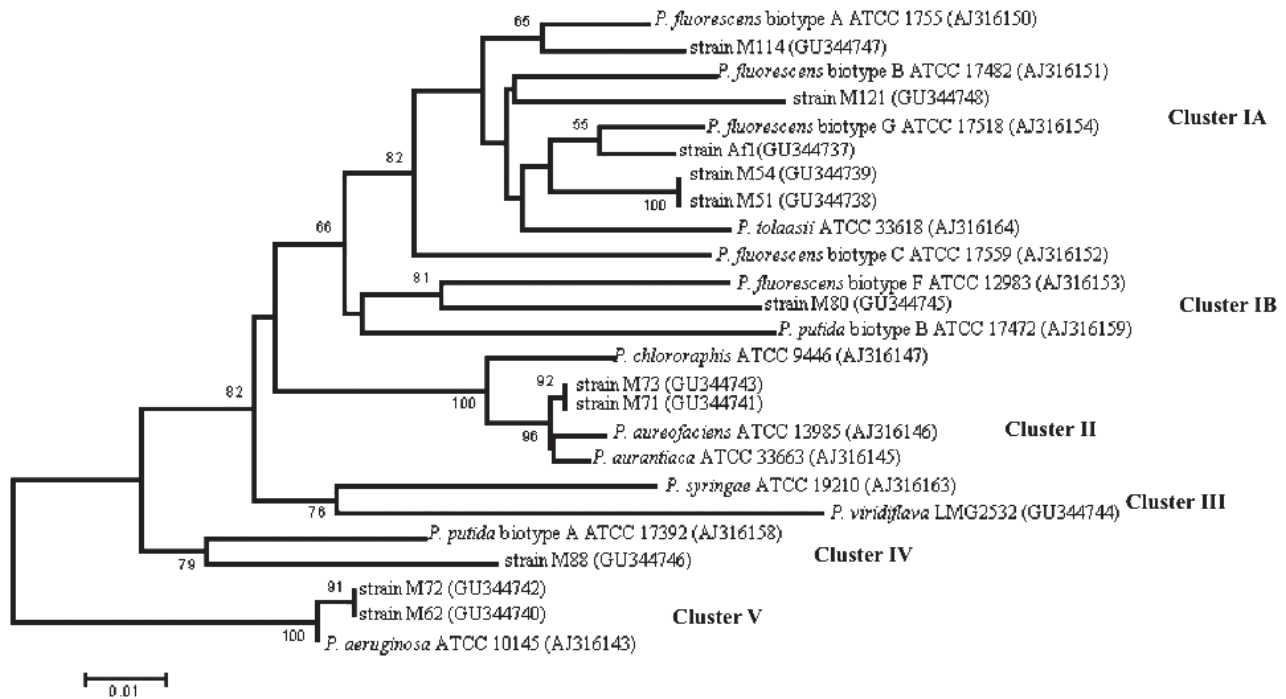 65
P. fluorescens biotype A ATCC 1755 (AJ316150)
strain M114 (GU344747)
P. fluorescens biotype B ATCC 17482 (AJ316151)
strain M121 (GU344748)
Cluster IA
55
P. fluorescens biotype G ATCC 17518 (AJ316154)
strain Af1(GU344737)
82
strain M54 (GU344739)
strain M51 (GU344738)
100
66
P. tolaasii ATCC 33618 (AJ316164)
P. fluorescens biotype C ATCC 17559 (AJ316152)
81
P. fluorescens biotype F ATCC 12983 (AJ316153)
strain M80 (GU344745)
Cluster IB
P. putida biotype B ATCC 17472 (AJ316159)
P. chlororaphis ATCC 9446 (AJ316147)
92
strain M73 (GU344743)
82
100
strain M71 (GU344741)
96
P. aureofaciens ATCC 13985 (AJ316146)
Cluster II
P. aurantiaca ATCC 33663 (AJ316145)
P. syringae ATCC 19210 (AJ316163)
Cluster III
76
P. viridiflava LMG2532 (GU344744)
P. putida biotype A ATCC 17392 (AJ316158)
79
strain M88 (GU344746)
Cluster IV
91
strain M72 (GU344742)
strain M62 (GU344740)
Cluster V
100
P. aeruginosa ATCC 10145 (AJ316143)
0.01